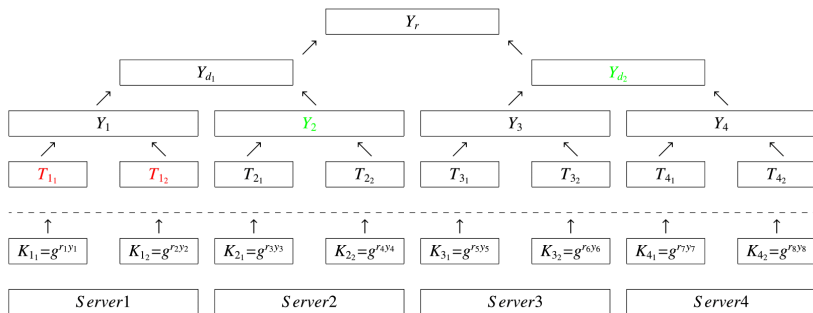 Y_r
Y_{d_1} Y_{d_2}
Y_1 Y_2 Y_3 Y_4
T_{1_1} T_{1_2} T_{2_1} T_{2_2} T_{3_1} T_{3_2} T_{4_1} T_{4_2}
K_{1_1}=g^{r_1y_1} K_{1_2}=g^{r_2y_2} K_{2_1}=g^{r_3y_3} K_{2_2}=g^{r_4y_4} K_{3_1}=g^{r_5y_5} K_{3_2}=g^{r_6y_6} K_{4_1}=g^{r_7y_7} K_{4_2}=g^{r_8y_8}
Server1 Server2 Server3 Server4